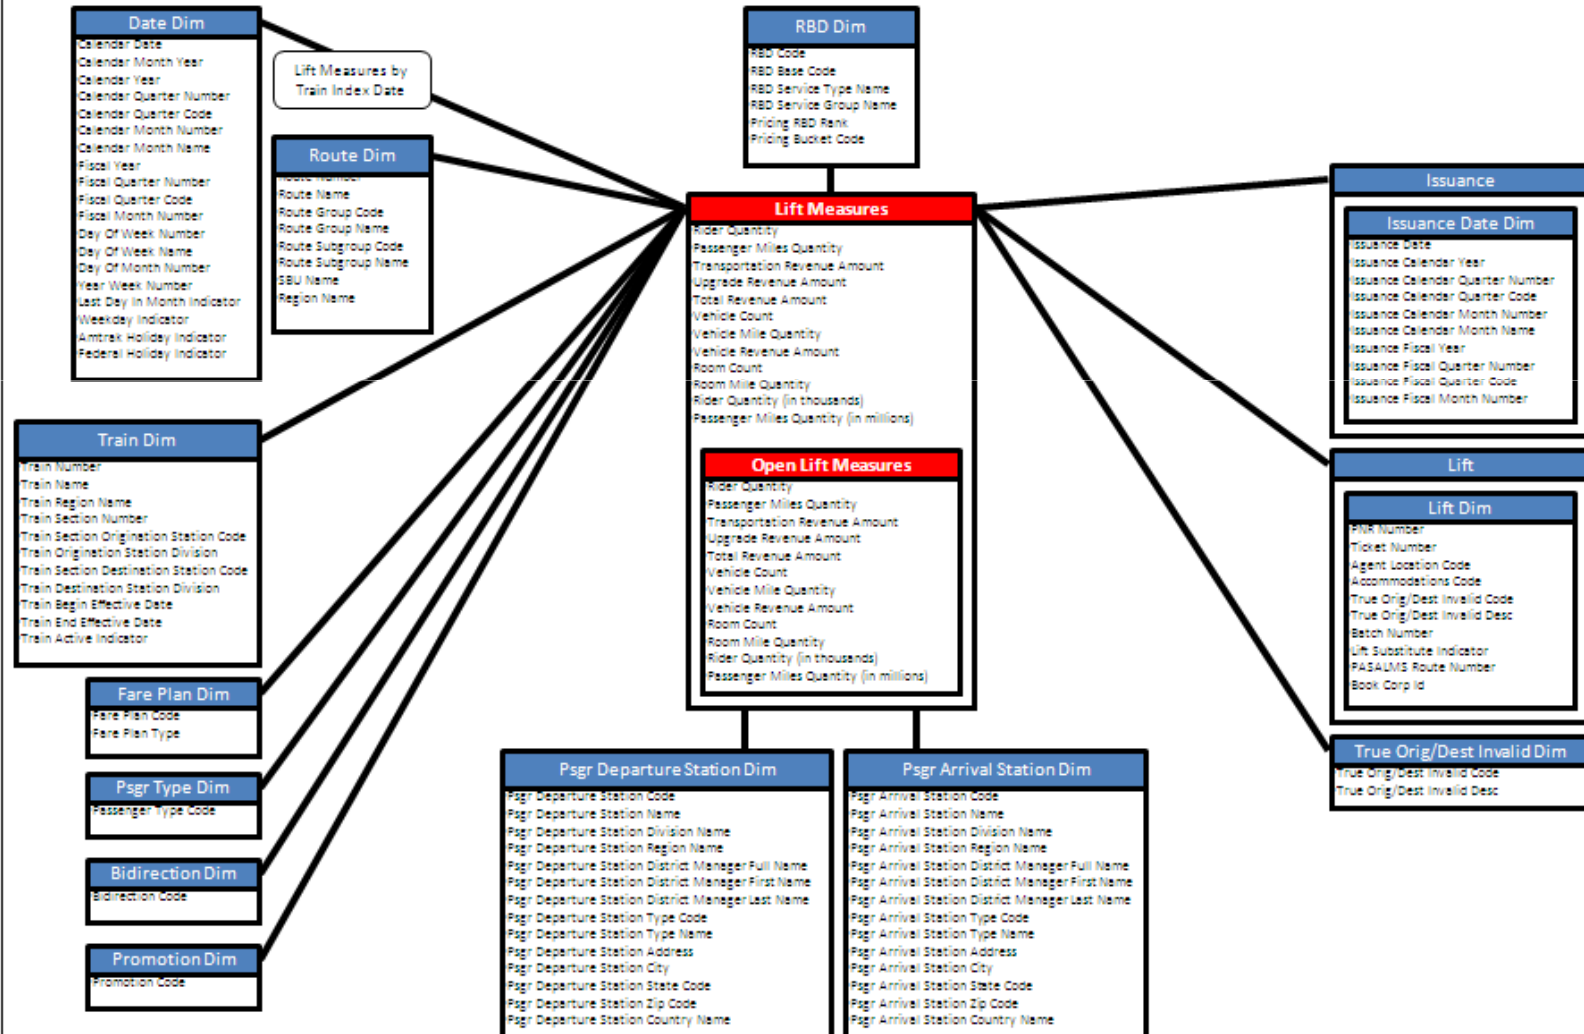 Date Dim
Calendar Date
Calendar Month Year
Calendar Year
Calendar Quarter Number
Calendar Quarter Code
Calendar Month Number
Calendar Month Name
Fiscal Year
Fiscal Quarter Number
Fiscal Quarter Code
Fiscal Month Number
Day Of Week Number
Day Of Week Name
Day Of Month Number
Year Week Number
Last Day In Month Indicator
Weekday Indicator
Amtrak Holiday Indicator
Federal Holiday Indicator
Lift Measures by
Train Index Date
Route Dim
Route Number
Route Name
Route Group Code
Route Group Name
Route Subgroup Code
Route Subgroup Name
SBU Name
Region Name
Train Dim
Train Number
Train Name
Train Region Name
Train Section Number
Train Section Origination Station Code
Train Origination Station Division
Train Section Destination Station Code
Train Destination Station Division
Train Begin Effective Date
Train End Effective Date
Train Active Indicator
Fare Plan Dim
Fare Plan Code
Fare Plan Type
Psgr Type Dim
Passenger Type Code
Bidirection Dim
Bidirection Code
Promotion Dim
Promotion Code
RBD Dim
RBD Code
RBD Base Code
RBD Service Type Name
RBD Service Group Name
Pricing RBD Rank
Pricing Bucket Code
Lift Measures
Rider Quantity
Passenger Miles Quantity
Transportation Revenue Amount
Upgrade Revenue Amount
Total Revenue Amount
Vehicle Count
Vehicle Mile Quantity
Vehicle Revenue Amount
Room Count
Room Mile Quantity
Rider Quantity (in thousands)
Passenger Miles Quantity (in millions)
Open Lift Measures
Rider Quantity
Passenger Miles Quantity
Transportation Revenue Amount
Upgrade Revenue Amount
Total Revenue Amount
Vehicle Count
Vehicle Mile Quantity
Vehicle Revenue Amount
Room Count
Room Mile Quantity
Rider Quantity (in thousands)
Passenger Miles Quantity (in millions)
Psgr Departure Station Dim
Psgr Departure Station Code
Psgr Departure Station Name
Psgr Departure Station Division Name
Psgr Departure Station Region Name
Psgr Departure Station District Manager Full Name
Psgr Departure Station District Manager First Name
Psgr Departure Station District Manager Last Name
Psgr Departure Station Type Code
Psgr Departure Station Type Name
Psgr Departure Station Address
Psgr Departure Station City
Psgr Departure Station State Code
Psgr Departure Station Zip Code
Psgr Departure Station Country Name
Psgr Arrival Station Dim
Psgr Arrival Station Code
Psgr Arrival Station Name
Psgr Arrival Station Division Name
Psgr Arrival Station Region Name
Psgr Arrival Station District Manager Full Name
Psgr Arrival Station District Manager First Name
Psgr Arrival Station District Manager Last Name
Psgr Arrival Station Type Code
Psgr Arrival Station Type Name
Psgr Arrival Station Address
Psgr Arrival Station City
Psgr Arrival Station State Code
Psgr Arrival Station Zip Code
Psgr Arrival Station Country Name
Issuance
Issuance Date Dim
Issuance Date
Issuance Calendar Year
Issuance Calendar Quarter Number
Issuance Calendar Quarter Code
Issuance Calendar Month Number
Issuance Calendar Month Name
Issuance Fiscal Year
Issuance Fiscal Quarter Number
Issuance Fiscal Quarter Code
Issuance Fiscal Month Number
Lift
Lift Dim
PNR Number
Ticket Number
Agent Location Code
Accommodations Code
True Orig/Dest Invalid Code
True Orig/Dest Invalid Desc
Batch Number
Lift Substitute Indicator
PASALMS Route Number
Book Corp Id
True Orig/Dest Invalid Dim
True Orig/Dest Invalid Code
True Orig/Dest Invalid Desc